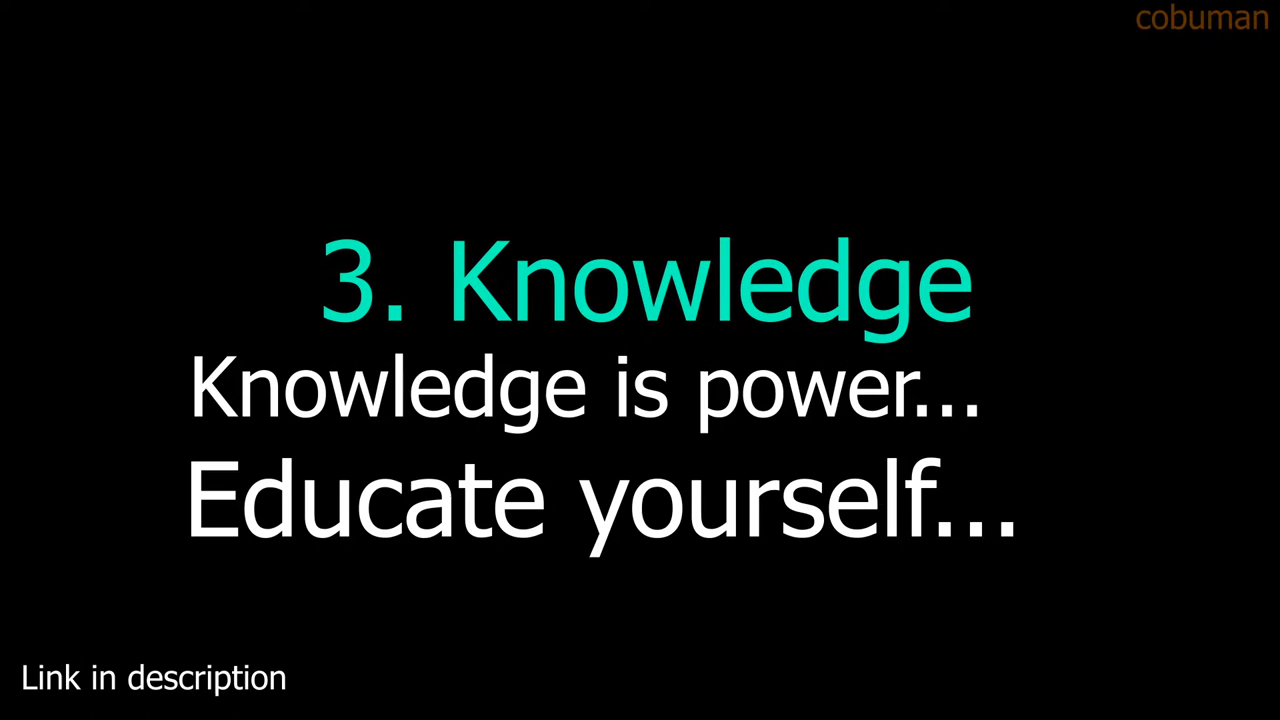 cobuman
3. Knowledge
Knowledge is power...
Educate yourself...
Link in description